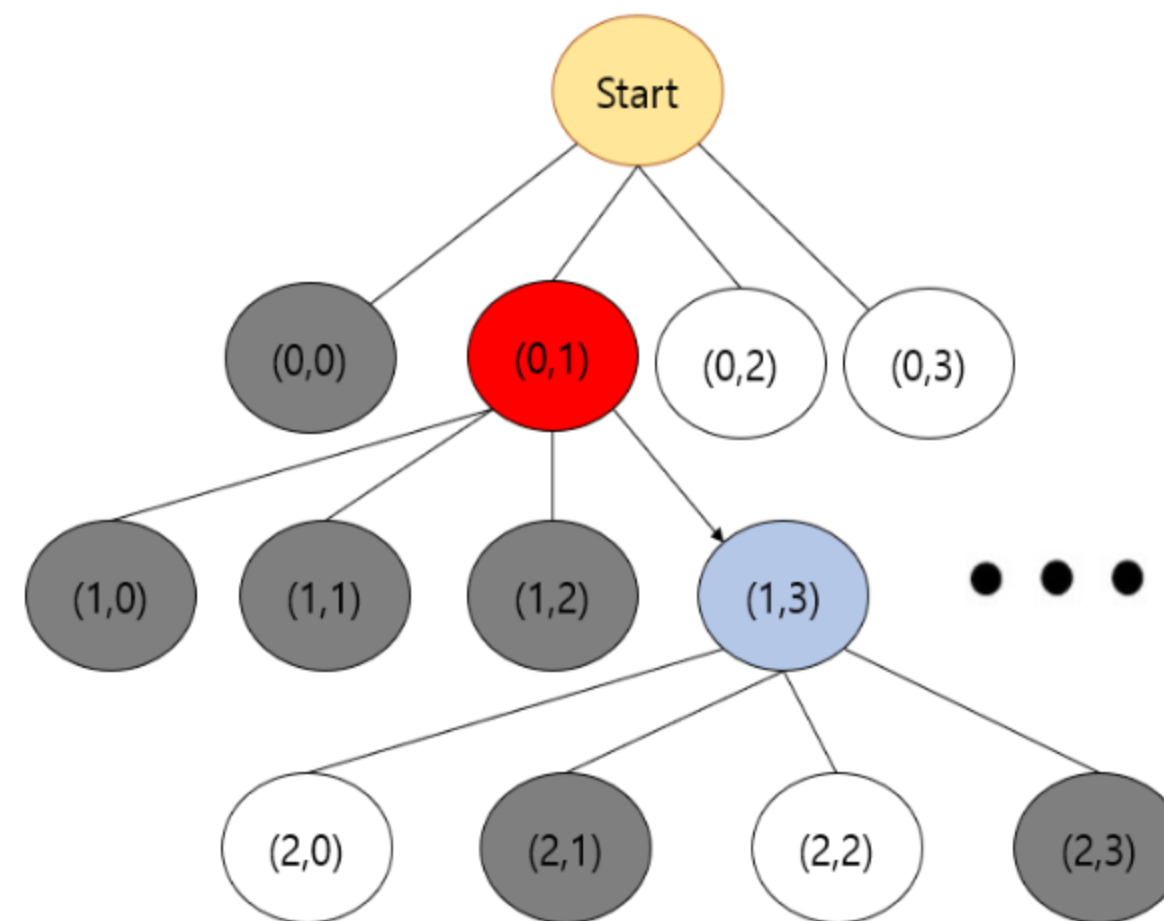 Start
(0,0) (0,1) (0,2) (0,3)
(1,0) (1,1) (1,2) (1,3)
(2,0) (2,1) (2,2) (2,3)